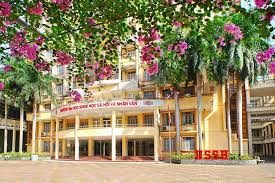 TRƯỜNG ĐẠI HỌC KHOA HỌC XÃ HỘI VÀ NHÂN VĂN
USSH